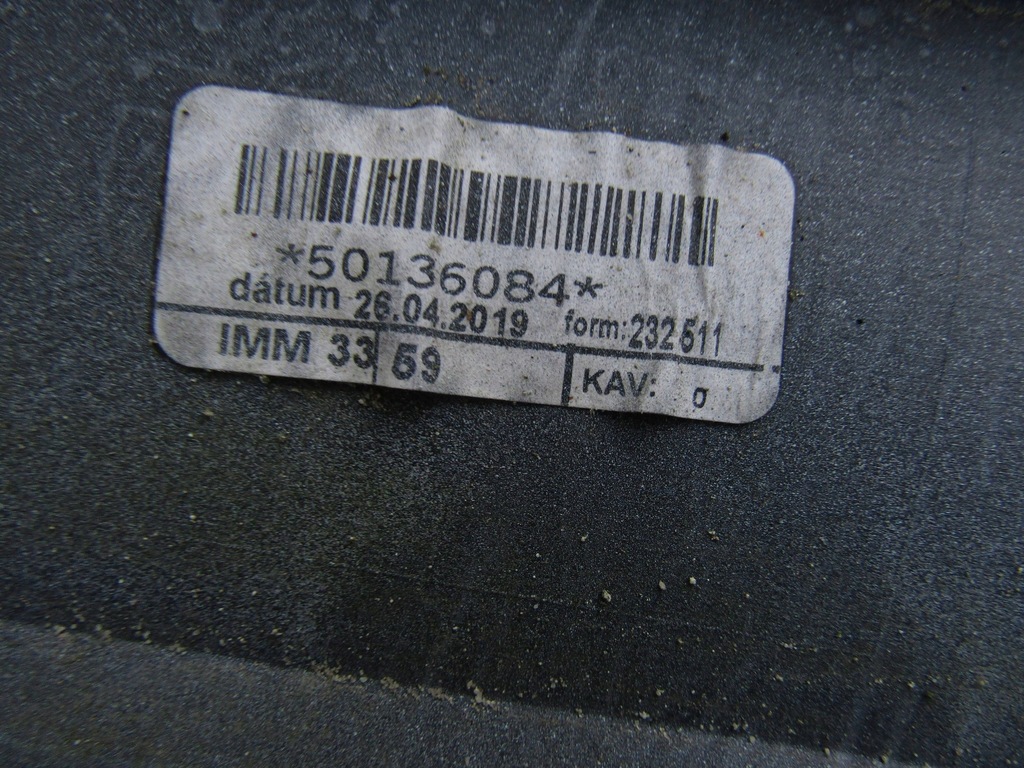 *50136084*
dátum 26.04.2019 form:232511
IMM 33 59 KAV: 0